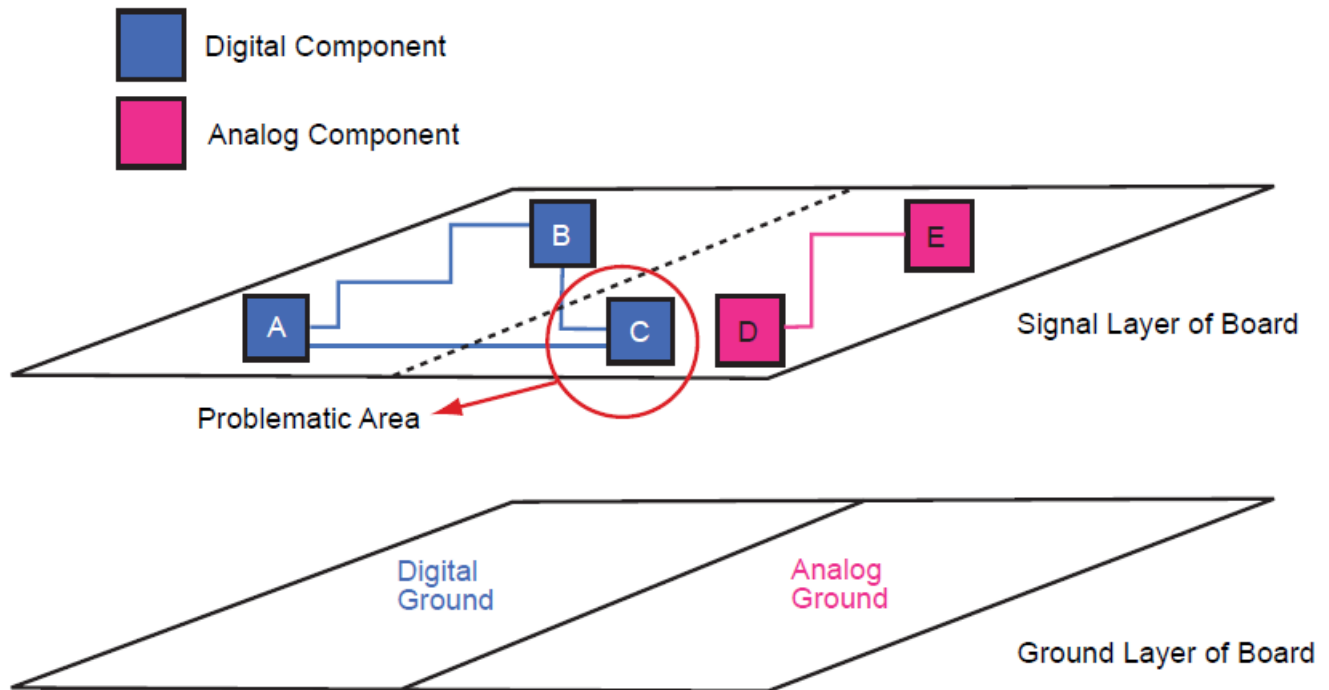 Digital Component
Analog Component
B
E
A
C
D
Signal Layer of Board
Problematic Area
Digital
Ground
Analog
Ground
Ground Layer of Board